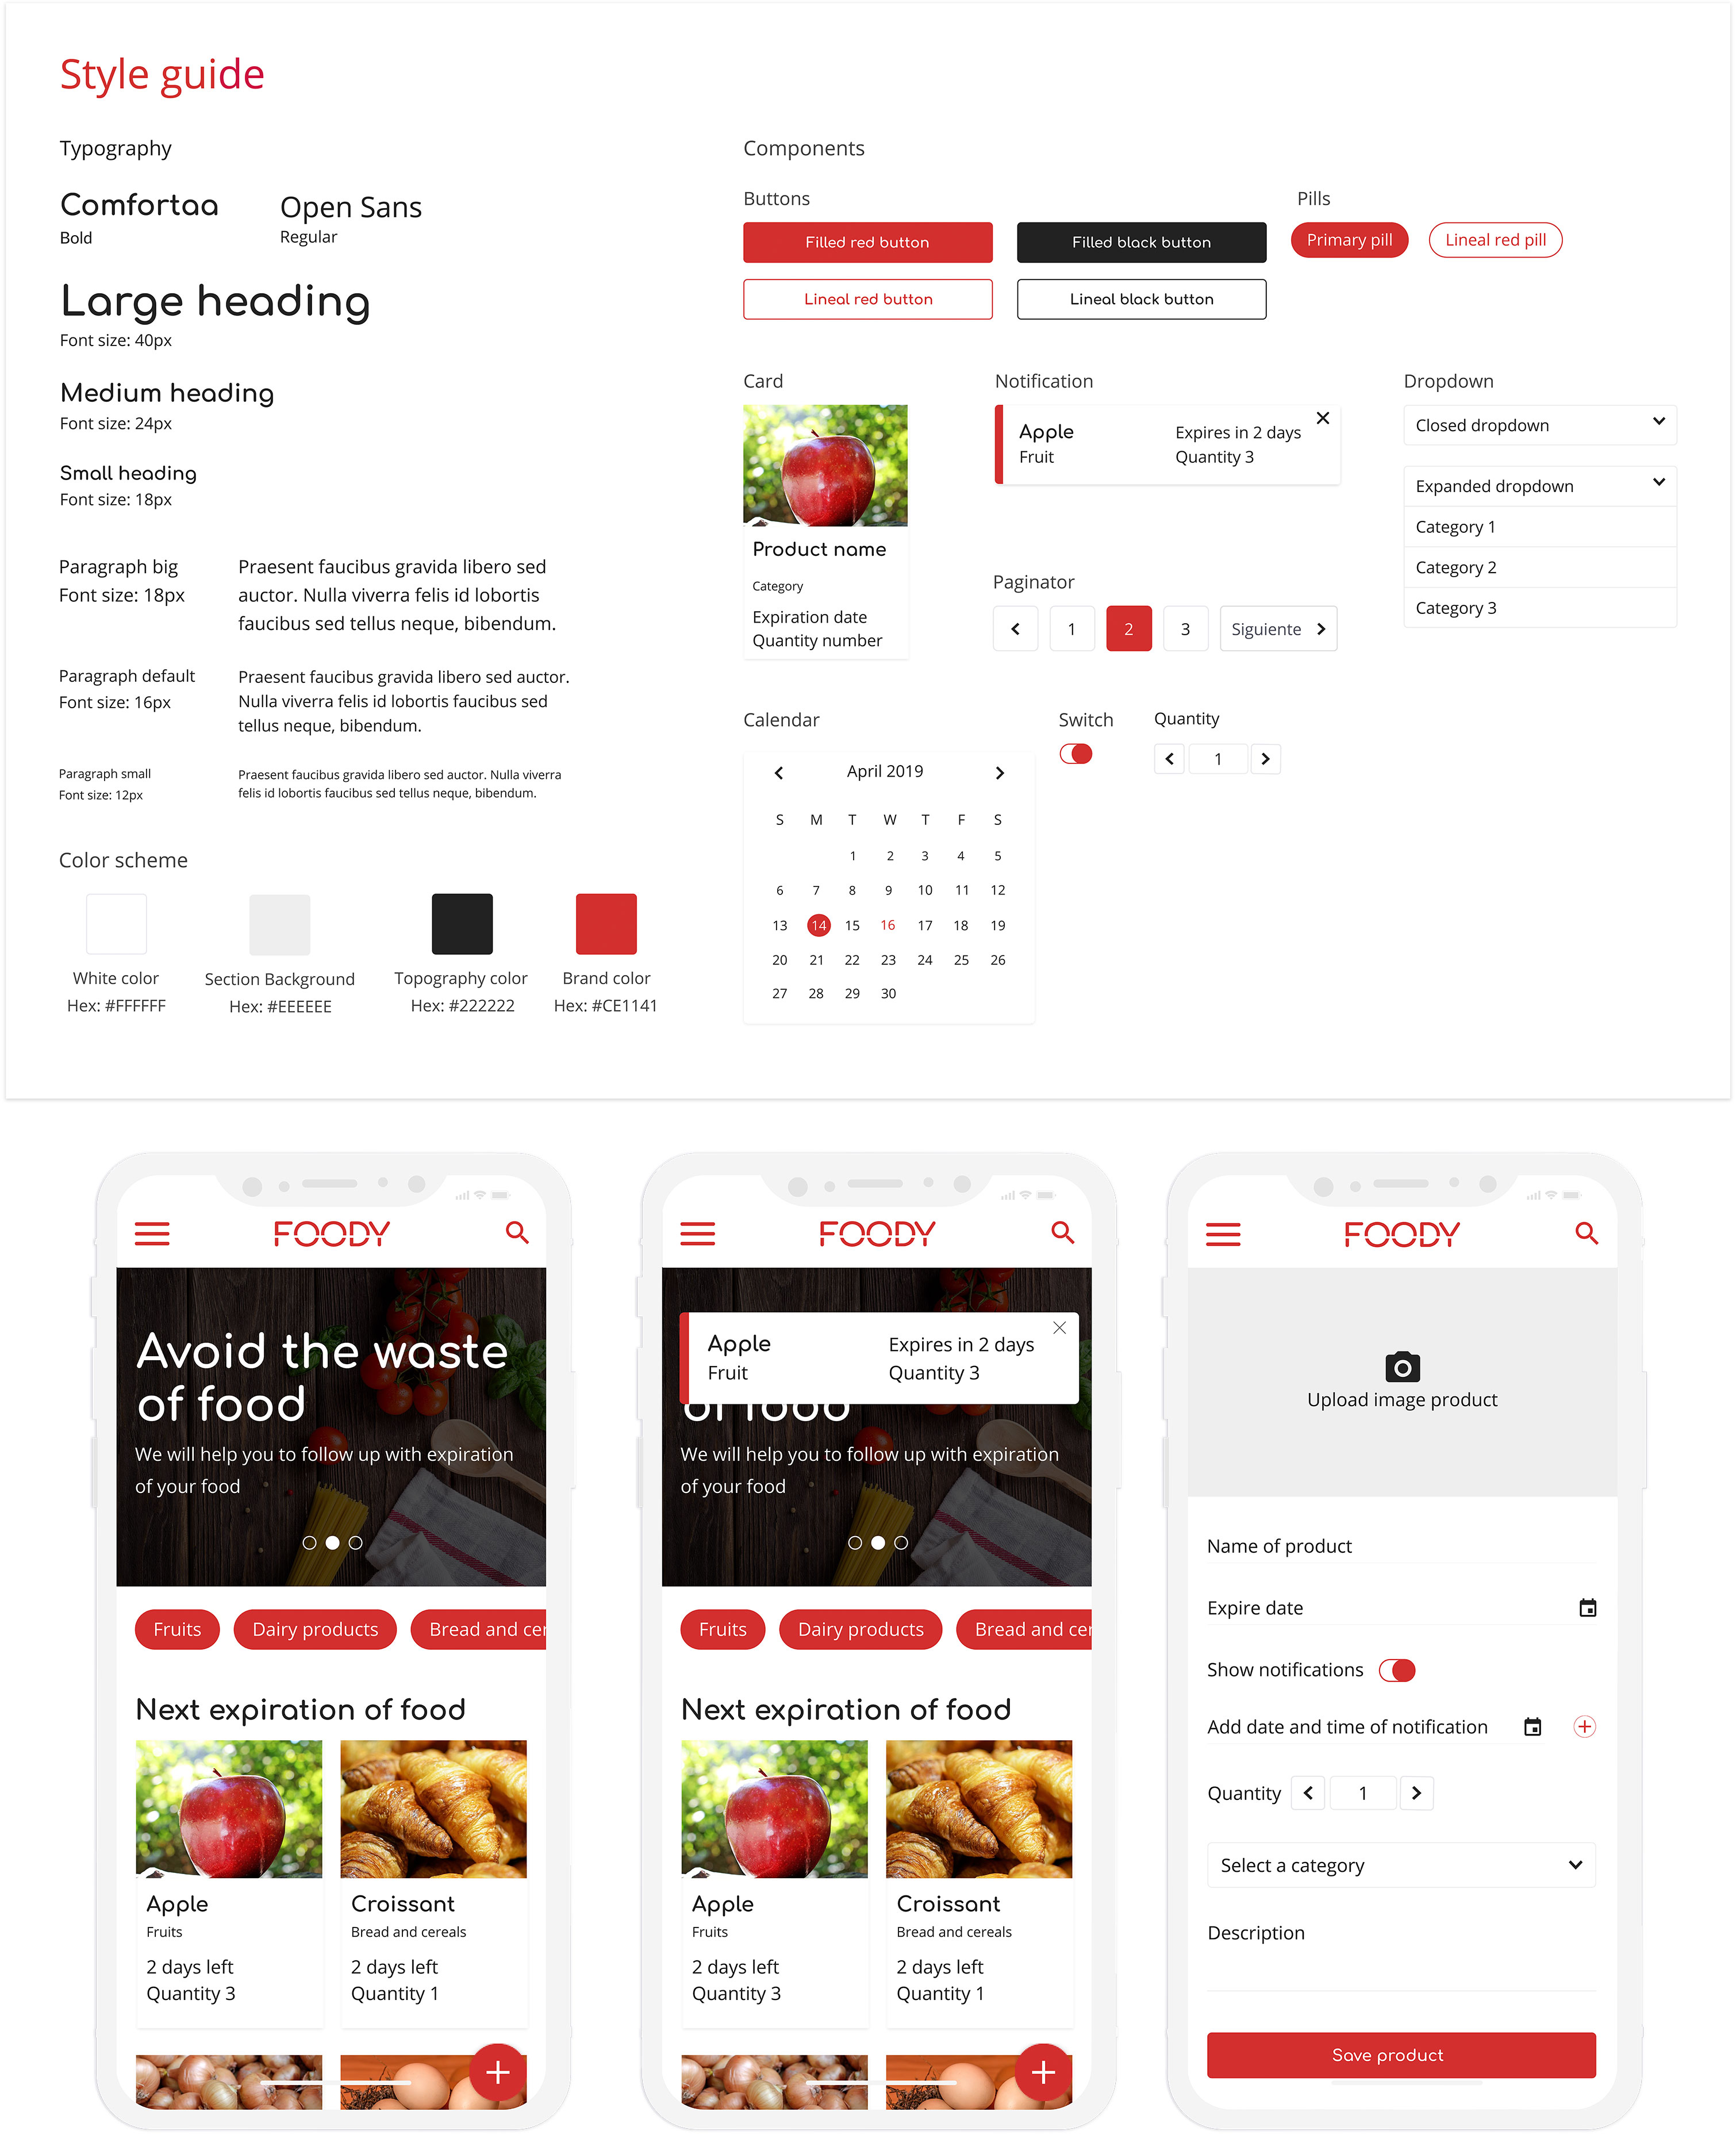 Style guide
Typography
Comfortaa
Bold
Open Sans
Regular
Large heading
Font size: 40px
Medium heading
Font size: 24px
Small heading
Font size: 18px
Paragraph big
Font size: 18px
Praesent faucibus gravida libero sed
auctor. Nulla viverra felis id lobortis
faucibus sed tellus neque, bibendum.
Paragraph default
Font size: 16px
Praesent faucibus gravida libero sed auctor.
Nulla viverra felis id lobortis faucibus sed
tellus neque, bibendum.
Paragraph small
Font size: 12px
Praesent faucibus gravida libero sed auctor. Nulla viverra
felis id lobortis faucibus sed tellus neque, bibendum.
Color scheme
White color
Hex: #FFFFFF
Section Background
Hex: #EEEEEE
Topography color
Hex: #222222
Brand color
Hex: #CE1141
Components
Buttons
Filled red button
Filled black button
Lineal red button
Lineal black button
Pills
Primary pill
Lineal red pill
Card
Product name
Category
Expiration date
Quantity number
Notification
Apple
Fruit
Expires in 2 days
Quantity 3
Dropdown
Closed dropdown
Expanded dropdown
Category 1
Category 2
Category 3
Paginator
1 2 3 Siguiente
Calendar
April 2019
S M T W T F S
1 2 3 4 5
6 7 8 9 10 11 12
13 14 15 16 17 18 19
20 21 22 23 24 25 26
27 28 29 30
Switch
Quantity
1
FOODY
Avoid the waste
of food
We will help you to follow up with expiration
of your food
Fruits
Dairy products
Bread and cer
Next expiration of food
Apple
Fruits
2 days left
Quantity 3
Croissant
Bread and cereals
2 days left
Quantity 1
FOODY
Apple
Fruit
Expires in 2 days
Quantity 3
of food
We will help you to follow up with expiration
of your food
Fruits
Dairy products
Bread and cer
Next expiration of food
Apple
Fruits
2 days left
Quantity 3
Croissant
Bread and cereals
2 days left
Quantity 1
FOODY
Upload image product
Name of product
Expire date
Show notifications
Add date and time of notification
Quantity
1
Select a category
Description
Save product